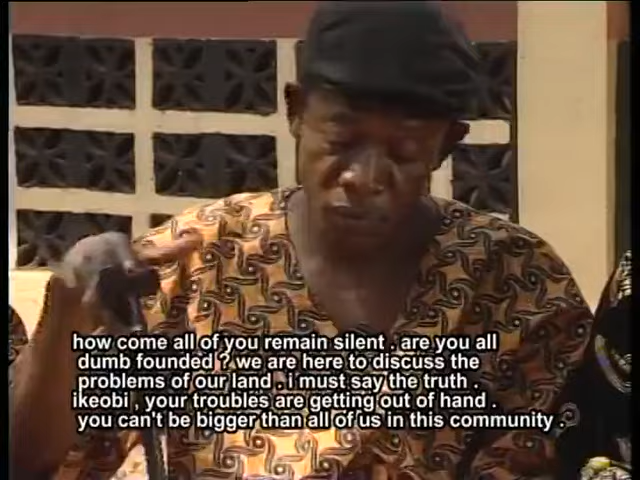 how come all of you remain silent . are you all
dumb founded ? we are here to discuss the
problems of our land . i must say the truth .
ikeobi , your troubles are getting out of hand .
you can't be bigger than all of us in this community .